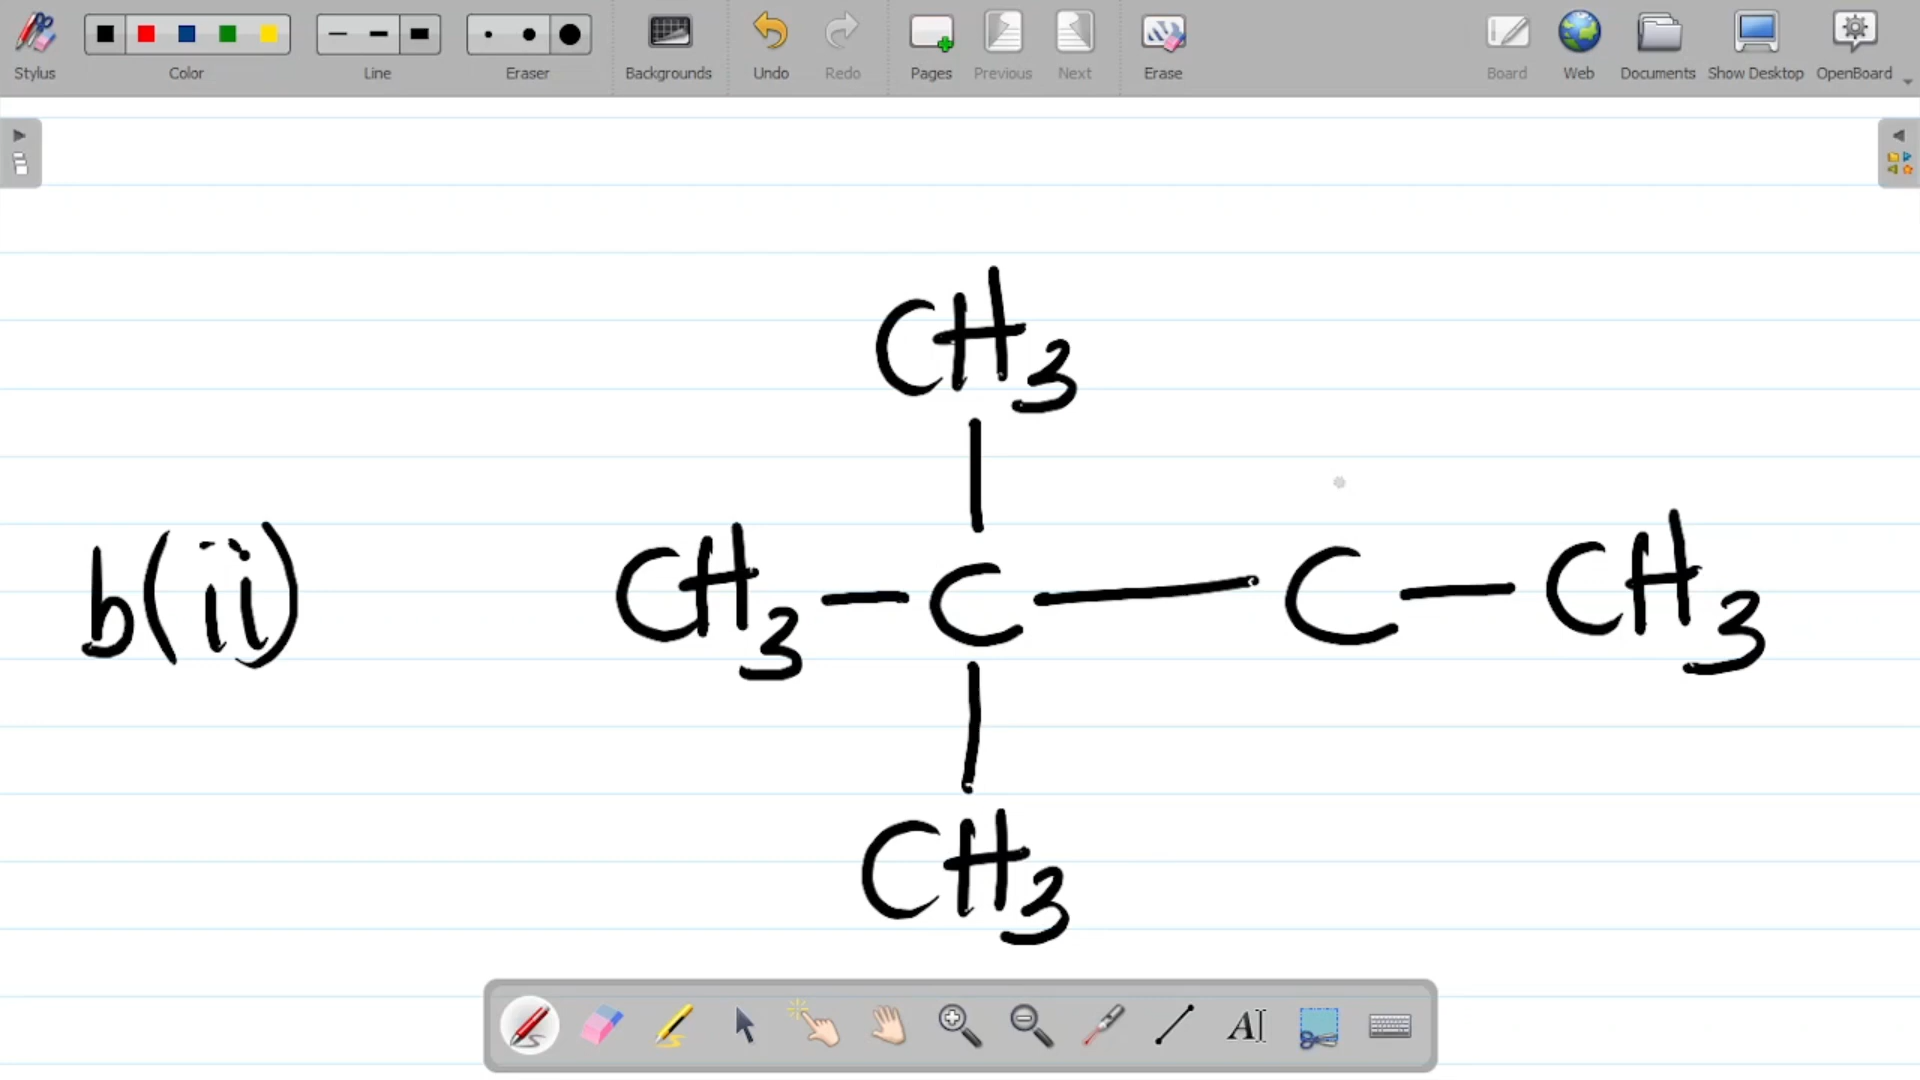 Stylus Color Line Eraser Backgrounds Undo Redo Pages Previous Next Erase Board Web Documents Show Desktop OpenBoard
CH3
b(ii) CH3 - C — C - CH3
CH3